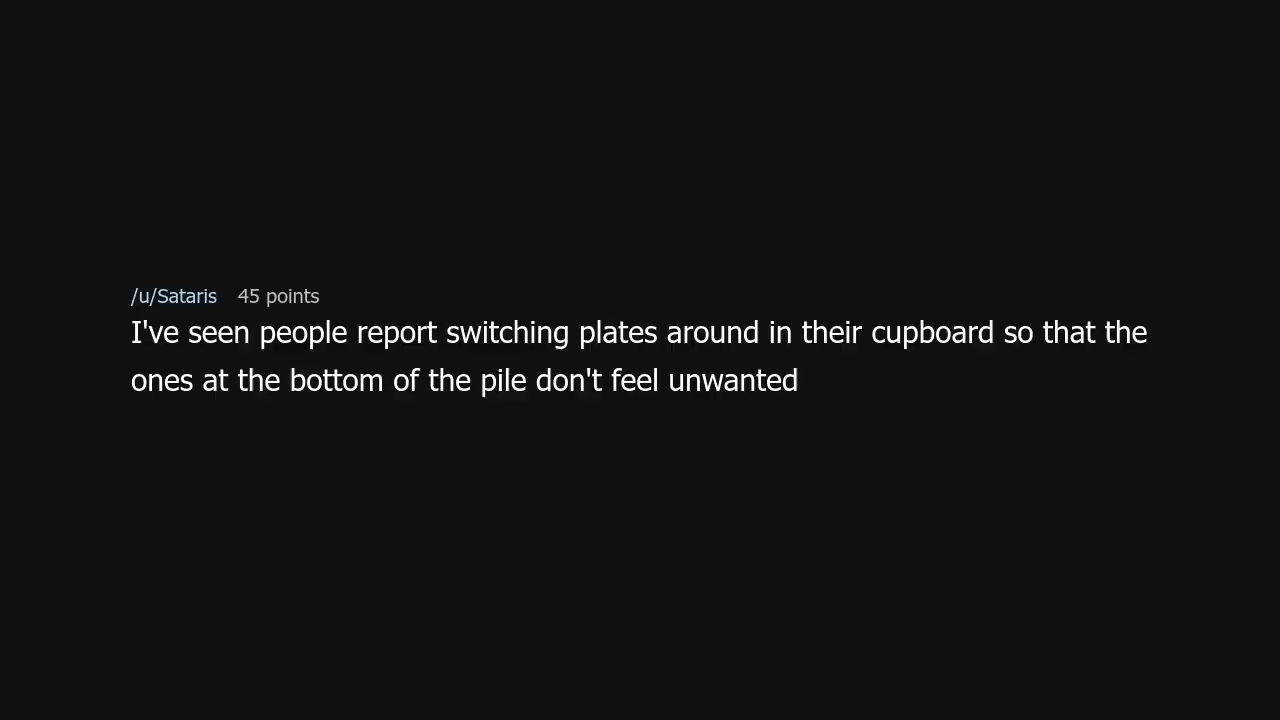 /u/Sataris 45 points
I've seen people report switching plates around in their cupboard so that the
ones at the bottom of the pile don't feel unwanted